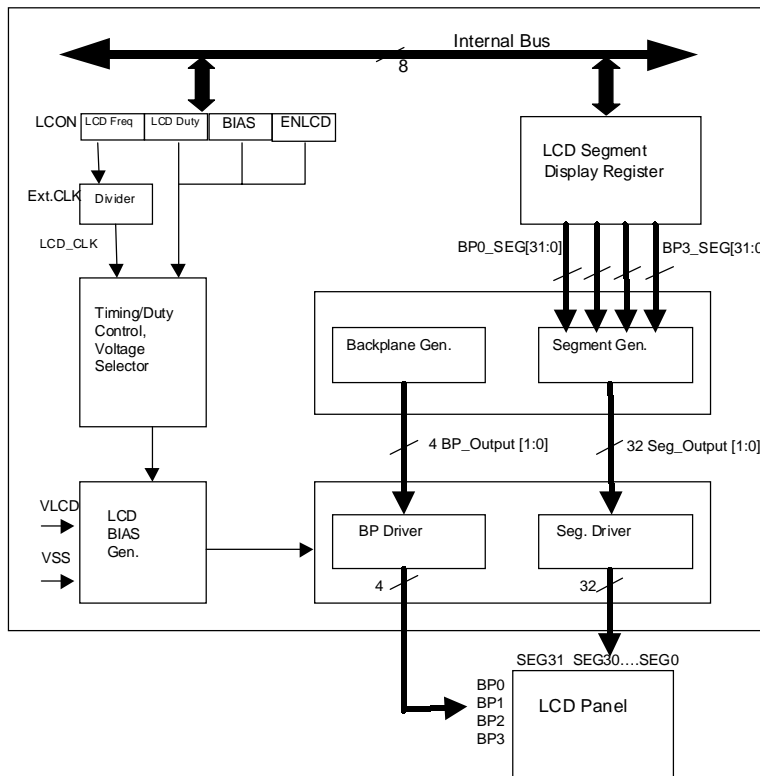 Internal Bus
8
LCON
LCD Freq
LCD Duty
BIAS
ENLCD
LCD Segment
Display Register
Ext.CLK
Divider
LCD_CLK
BP0_SEG[31:0]
BP3_SEG[31:0
Timing/Duty
Control,
Voltage
Selector
Backplane Gen.
Segment Gen.
4 BP_Output [1:0]
32 Seg_Output [1:0]
VLCD
VSS
LCD
BIAS
Gen.
BP Driver
Seg. Driver
4
32
SEG31 SEG30....SEG0
BP0
BP1
BP2
BP3
LCD Panel